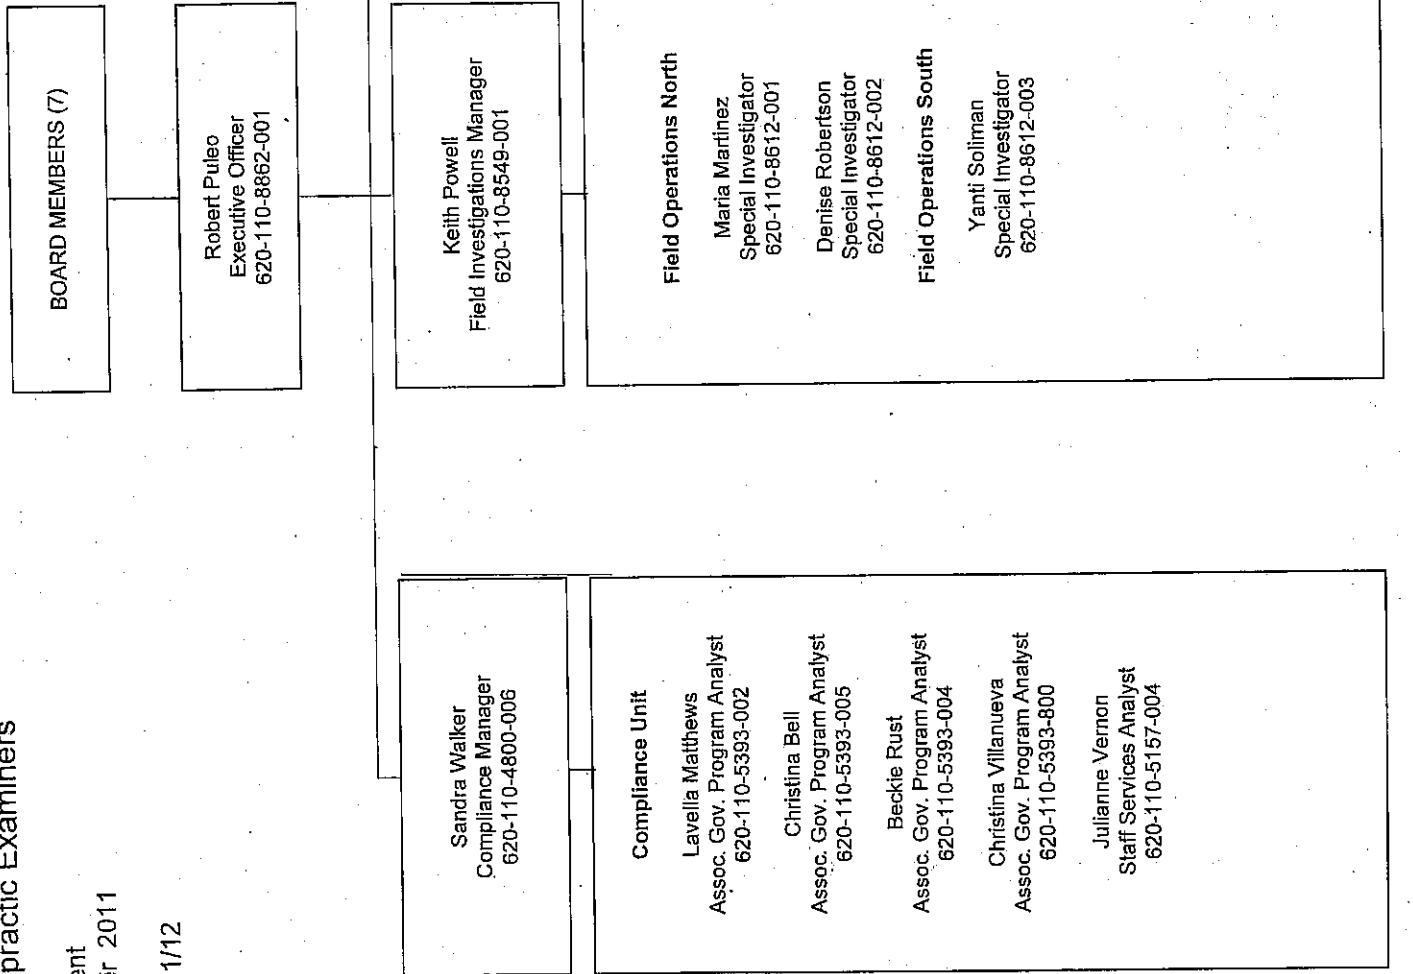 practic Examiners
ent
r 2011
1/12
BOARD MEMBERS (7)
Robert Puleo
Executive Officer
620-110-8862-001
Sandra Walker
Compliance Manager
620-110-4800-006
Keith Powell
Field Investigations Manager
620-110-8549-001
Compliance Unit
Lavella Matthews
Assoc. Gov. Program Analyst
620-110-5393-002
Christina Bell
Assoc. Gov. Program Analyst
620-110-5393-005
Beckie Rust
Assoc. Gov. Program Analyst
620-110-5393-004
Christina Villanueva
Assoc. Gov. Program Analyst
620-110-5393-800
Julianne Vernon
Staff Services Analyst
620-110-5157-004
Field Operations North
Maria Martinez
Special Investigator
620-110-8612-001
Denise Robertson
Special Investigator
620-110-8612-002
Field Operations South
Yanti Soliman
Special Investigator
620-110-8612-003